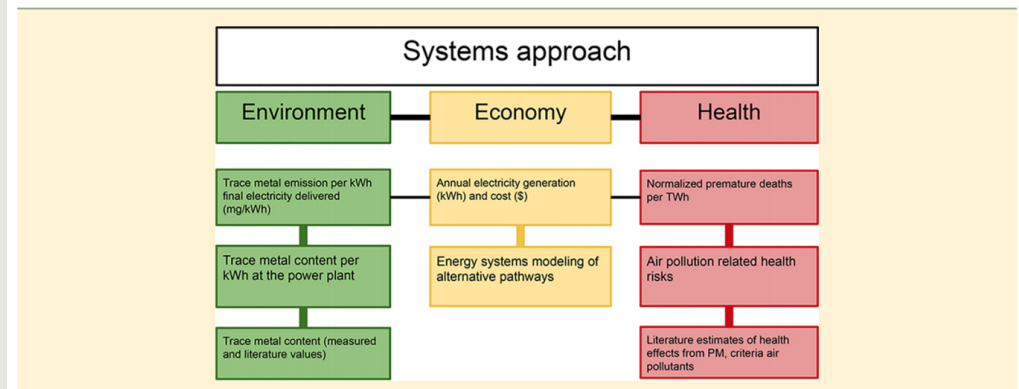 Systems approach
Environment
Economy
Health
Trace metal emission per kWh
final electricity delivered
(mg/kWh)
Annual electricity generation
(kWh) and cost ($)
Normalized premature deaths
per TWh
Trace metal content per
kWh at the power plant
Energy systems modeling of
alternative pathways
Air pollution related health
risks
Trace metal content (measured
and literature values)
Literature estimates of health
effects from PM, criteria air
pollutants